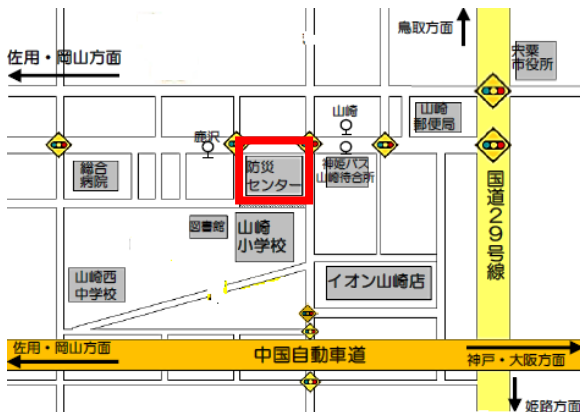 鳥取方面
佐用・岡山方面
宍粟
市役所
山崎
山崎
郵便局
鹿沢
総合
病院
防災
センター
神姫バス
山崎待合所
国道29号線
図書館
山崎
小学校
山崎西
中学校
イオン山崎店
佐用・岡山方面
中国自動車道
神戸・大阪方面
姫路方面